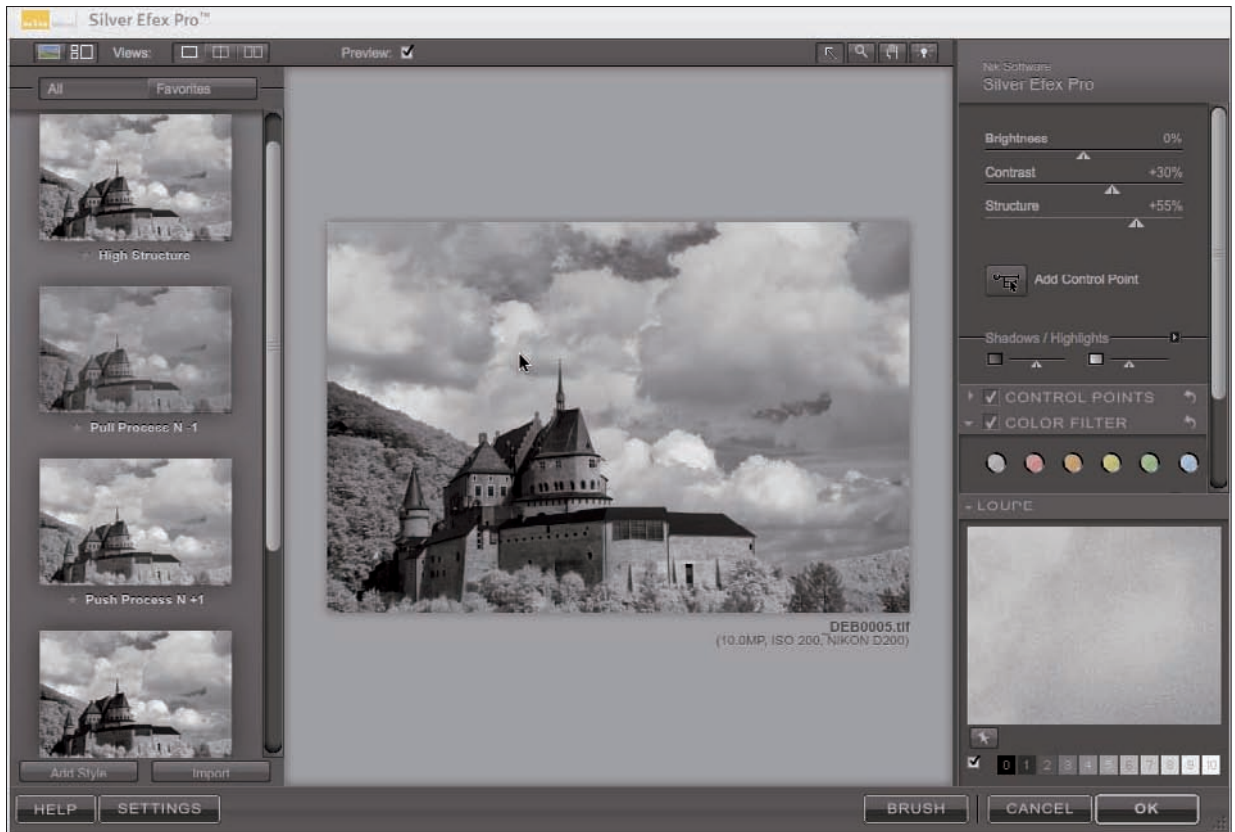 Silver Efex Pro™
Views:
Preview:
All
Favorites
High Structure
Pull Process N -1
Push Process N +1
Add Style
Import
_DEB0005.tif
(10.0MP, ISO 200, NIKON D200)
Nik Software
Silver Efex Pro
Brightness 0%
Contrast +30%
Structure +55%
Add Control Point
Shadows / Highlights
CONTROL POINTS
COLOR FILTER
LOUPE
0 1 2 3 4 5 6 7 8 9 10
HELP
SETTINGS
BRUSH
CANCEL
OK